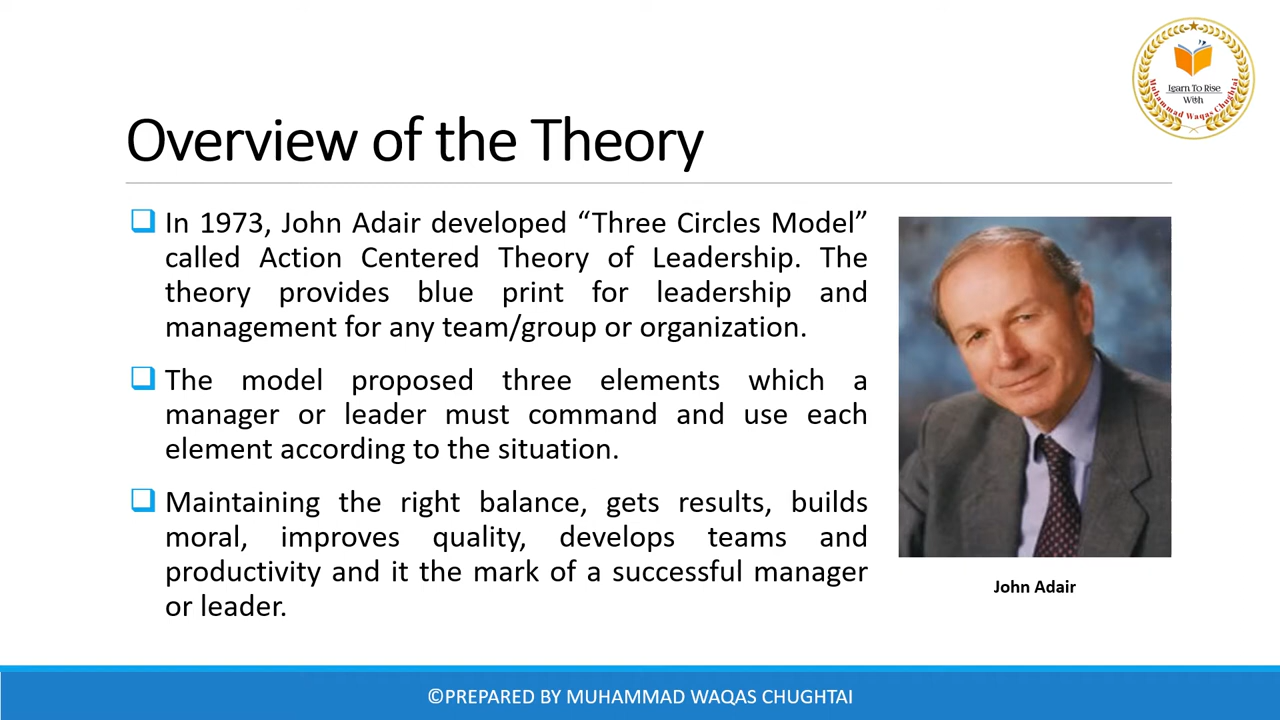 Learn To Rise
With
Muhammad Waqas Chughtai
Overview of the Theory
In 1973, John Adair developed “Three Circles Model”
called Action Centered Theory of Leadership. The
theory provides blue print for leadership and
management for any team/group or organization.
The model proposed three elements which a
manager or leader must command and use each
element according to the situation.
Maintaining the right balance, gets results, builds
moral, improves quality, develops teams and
productivity and it the mark of a successful manager
or leader.
John Adair
©PREPARED BY MUHAMMAD WAQAS CHUGHTAI